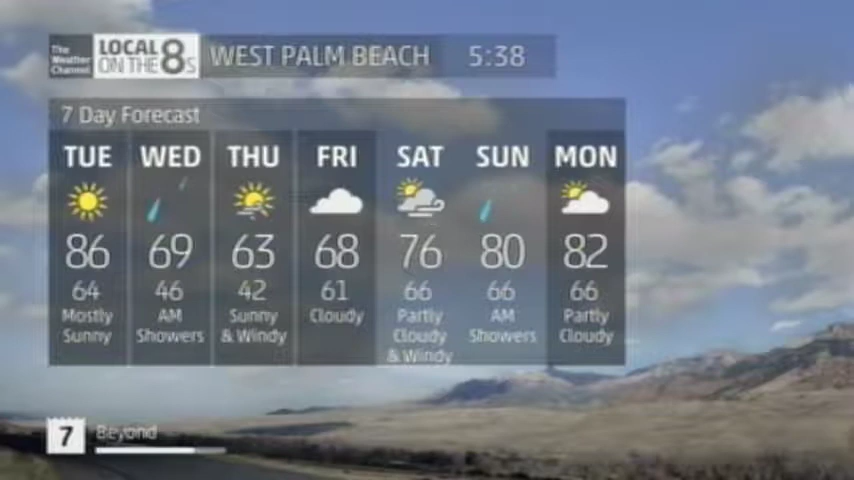 The Weather Channel LOCAL ON THE 8s WEST PALM BEACH 5:38
7 Day Forecast
TUE WED THU FRI SAT SUN MON
86 69 63 68 76 80 82
64 46 42 61 66 66 66
Mostly Sunny AM Showers Sunny & Windy Cloudy Partly Cloudy & Windy AM Showers Partly Cloudy
7 Beyond